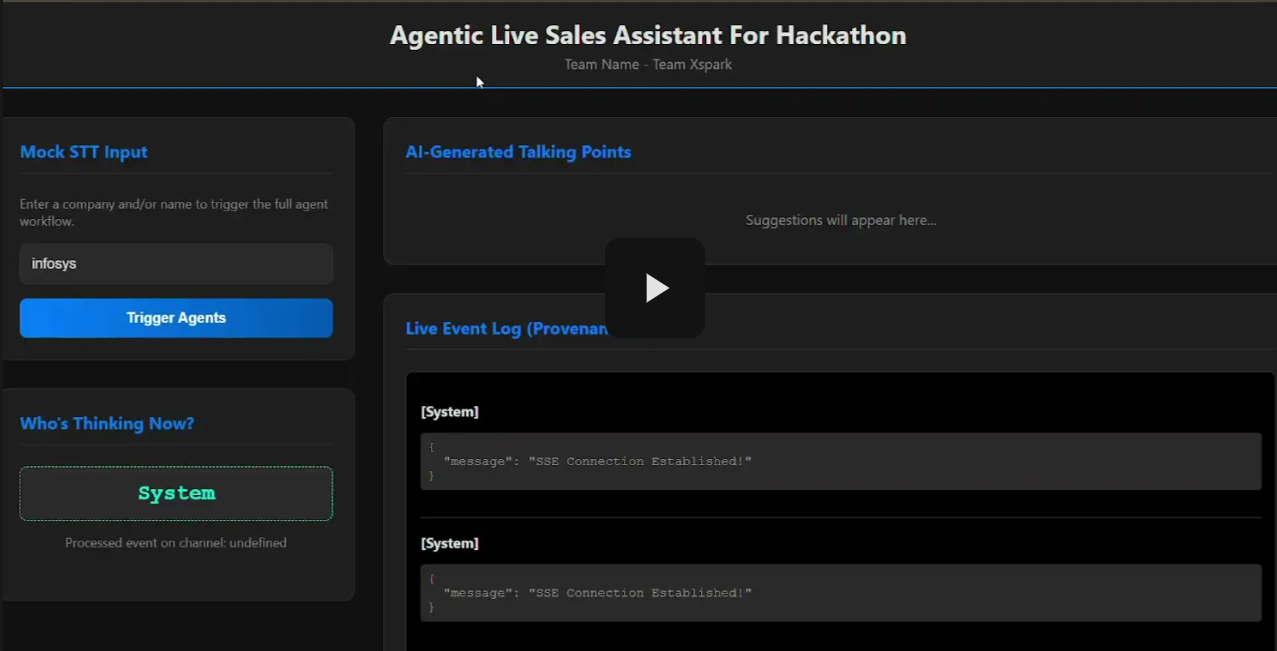 Agentic Live Sales Assistant For Hackathon
Team Name - Team Xspark
Mock STT Input
Enter a company and/or name to trigger the full agent
workflow.
infosys
Trigger Agents
Who's Thinking Now?
System
Processed event on channel: undefined
AI-Generated Talking Points
Suggestions will appear here...
Live Event Log
[System]
{
"message": "SSE Connection Established!"
}
[System]
{
"message": "SSE Connection Established!"
}